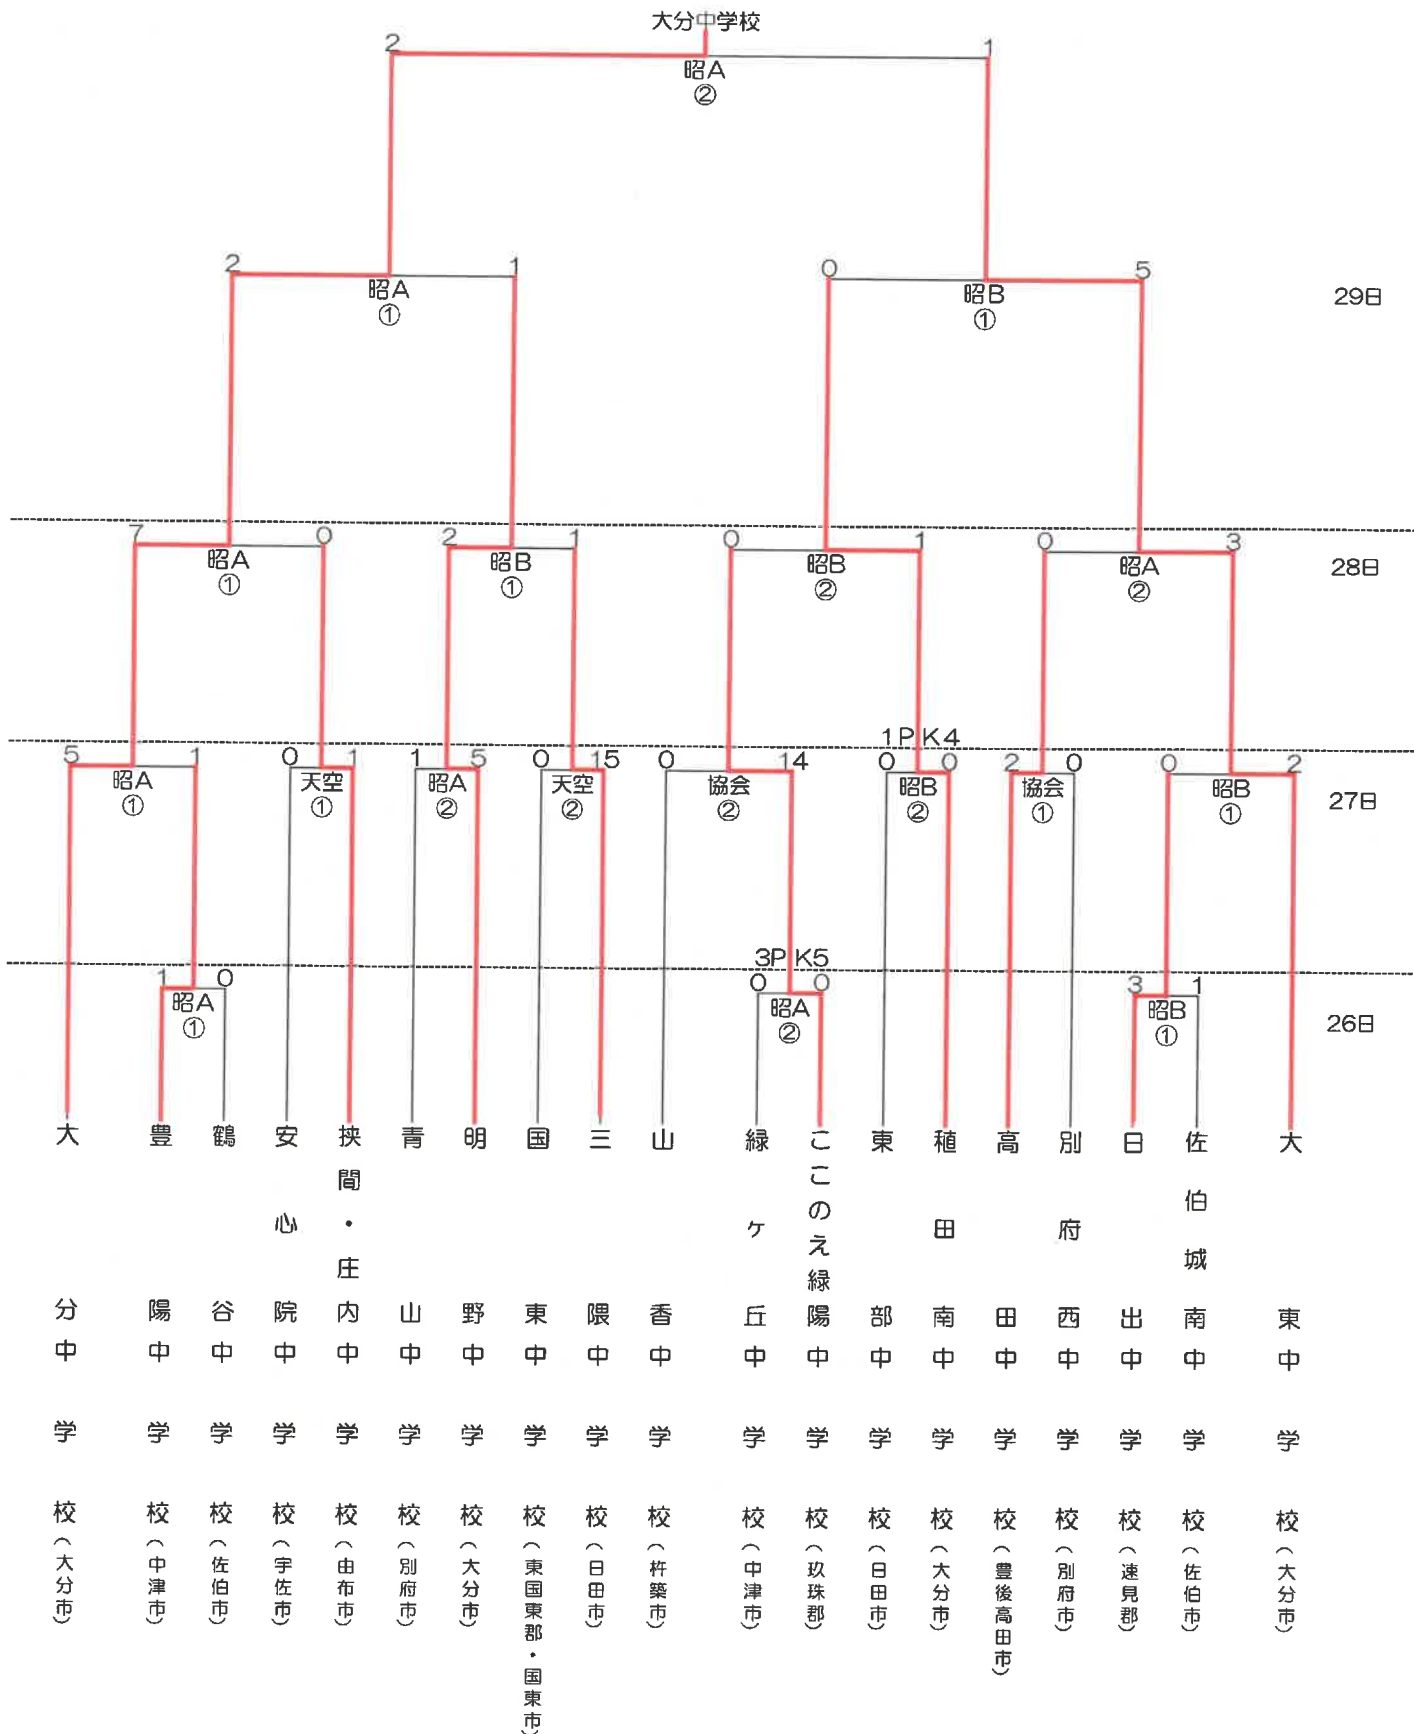 大分中学校
2 1
昭A
②
2 1 0 5
昭A 昭B
① ①
29日
7 0 2 1 0 1 0 3
昭A 昭B 昭B 昭A
① ① ② ②
28日
1PK4
5 1 0 1 1 5 0 15 0 14 0 0 2 0 0 2
昭A 天空 昭A 天空 協会 昭B 協会 昭B
① ① ② ② ② ② ① ①
27日
3PK5
1 0 0 0 3 1
昭A 昭A 昭B
① ② ①
26日
大分中学校(大分市)
豊陽中学校(中津市)
鶴谷中学校(佐伯市)
安心院中学校(宇佐市)
挾間・庄内中学校(由布市)
青山中学校(別府市)
明野中学校(大分市)
国東中学校(東国東郡・国東市)
三隈中学校(日田市)
山香中学校(杵築市)
緑ヶ丘中学校(中津市)
ここのえ緑陽中学校(玖珠郡)
東部中学校(日田市)
稙田南中学校(大分市)
高田中学校(豊後高田市)
別府西中学校(別府市)
日出中学校(速見郡)
佐伯城南中学校(佐伯市)
大東中学校(大分市)